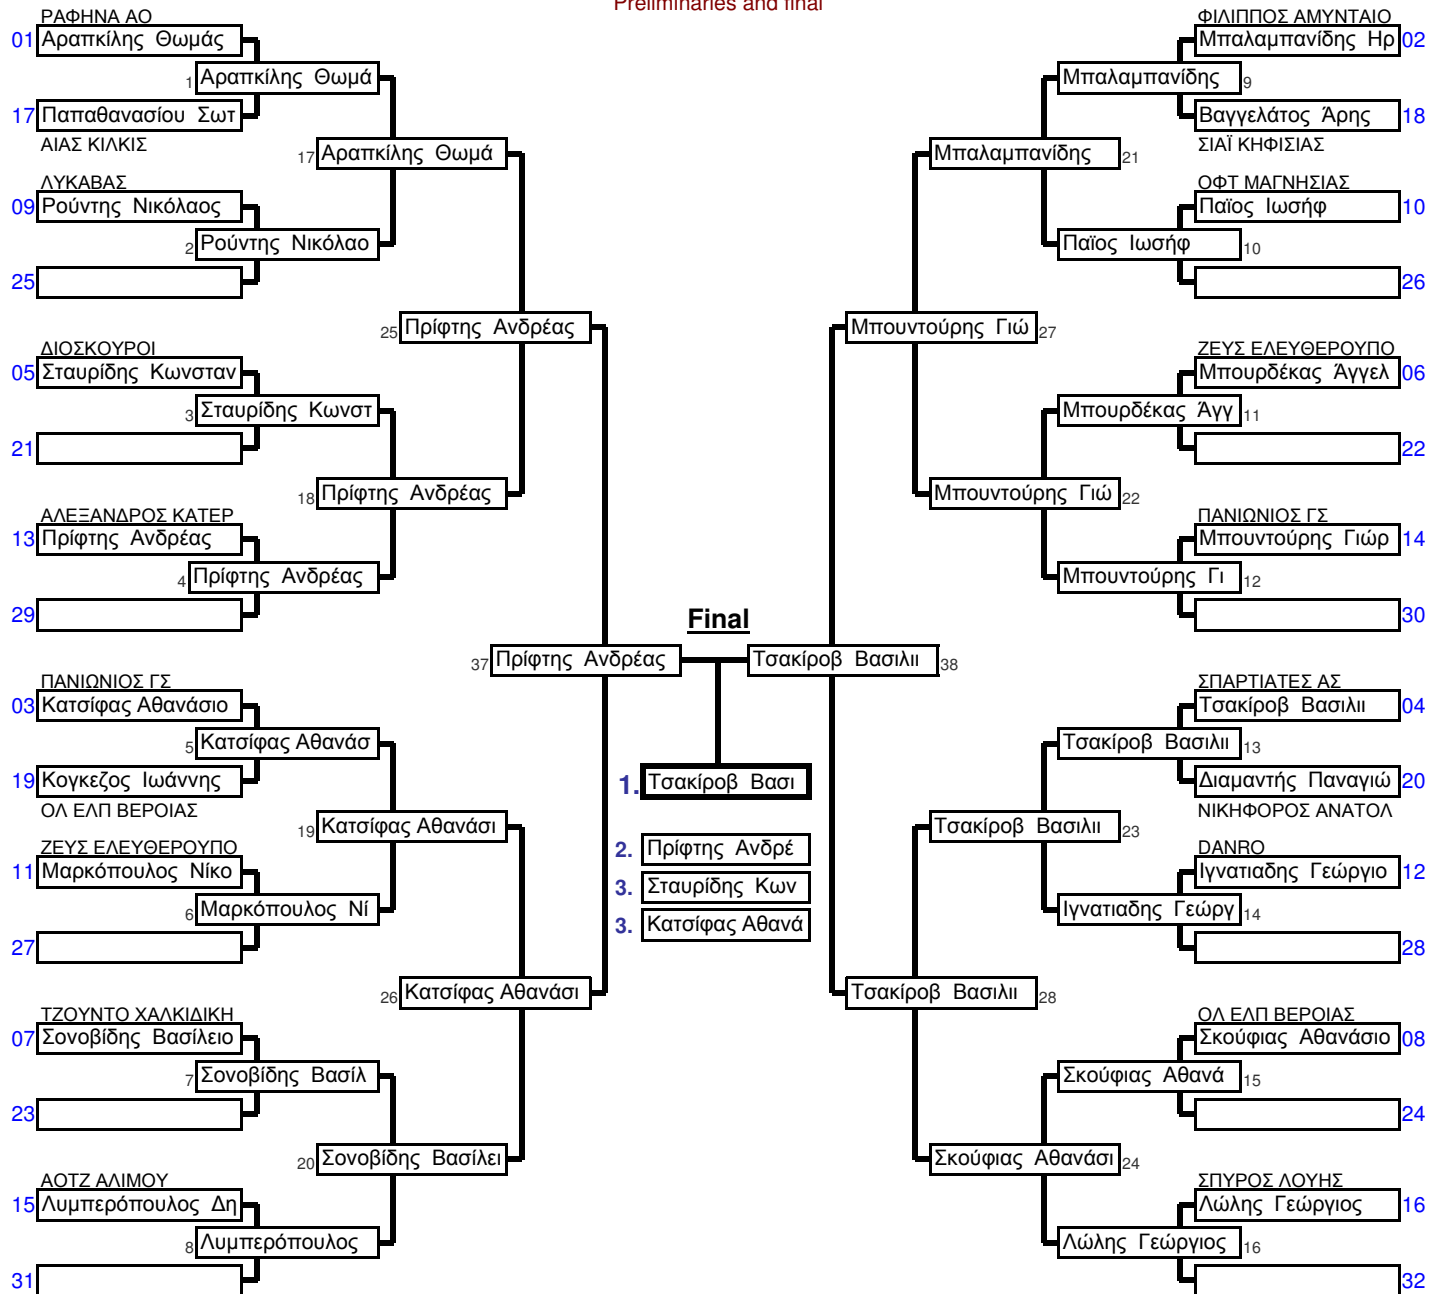 Preliminaries and final
ΡΑΦΗΝΑ ΑΟ
01 Αραπκίλης Θωμάς
1 Αραπκίλης Θωμά
17 Παπαθανασίου Σωτ
ΑΙΑΣ ΚΙΛΚΙΣ
17 Αραπκίλης Θωμά
ΛΥΚΑΒΑΣ
09 Ρούντης Νικόλαος
2 Ρούντης Νικόλαο
25
25 Πρίφτης Ανδρέας
ΔΙΟΣΚΟΥΡΟΙ
05 Σταυρίδης Κωνσταν
3 Σταυρίδης Κωνστ
21
18 Πρίφτης Ανδρέας
ΑΛΕΞΑΝΔΡΟΣ ΚΑΤΕΡ
13 Πρίφτης Ανδρέας
4 Πρίφτης Ανδρέας
29
37 Πρίφτης Ανδρέας
ΠΑΝΙΩΝΙΟΣ ΓΣ
03 Κατσίφας Αθανάσιο
5 Κατσίφας Αθανάσ
19 Κογκεζος Ιωάννης
ΟΛ ΕΛΠ ΒΕΡΟΙΑΣ
19 Κατσίφας Αθανάσι
ΖΕΥΣ ΕΛΕΥΘΕΡΟΥΠΟ
11 Μαρκόπουλος Νίκο
6 Μαρκόπουλος Νί
27
26 Κατσίφας Αθανάσι
ΤΖΟΥΝΤΟ ΧΑΛΚΙΔΙΚΗ
07 Σονοβίδης Βασίλειο
7 Σονοβίδης Βασίλ
23
20 Σονοβίδης Βασίλει
ΑΟΤΖ ΑΛΙΜΟΥ
15 Λυμπερόπουλος Δη
8 Λυμπερόπουλος
31
Final
1. Τσακίροβ Βασι
2. Πρίφτης Ανδρέ
3. Σταυρίδης Κων
3. Κατσίφας Αθανά
ΦΙΛΙΠΠΟΣ ΑΜΥΝΤΑΙΟ
Μπαλαμπανίδης Ηρ 02
Μπαλαμπανίδης 9
Βαγγελάτος Άρης 18
ΣΙΑΪ ΚΗΦΙΣΙΑΣ
Μπαλαμπανίδης 21
ΟΦΤ ΜΑΓΝΗΣΙΑΣ
Παϊος Ιωσήφ 10
Παϊος Ιωσήφ 10
26
Μπουντούρης Γιώ 27
ΖΕΥΣ ΕΛΕΥΘΕΡΟΥΠΟ
Μπουρδέκας Άγγελ 06
Μπουρδέκας Άγγ 11
22
Μπουντούρης Γιώ 22
ΠΑΝΙΩΝΙΟΣ ΓΣ
Μπουντούρης Γιώρ 14
Μπουντούρης Γι 12
30
Τσακίροβ Βασιλιι 38
ΣΠΑΡΤΙΑΤΕΣ ΑΣ
Τσακίροβ Βασιλιι 04
Τσακίροβ Βασιλιι 13
Διαμαντής Παναγιώ 20
ΝΙΚΗΦΟΡΟΣ ΑΝΑΤΟΛ
Τσακίροβ Βασιλιι 23
DANRO
Ιγνατιαδης Γεώργιο 12
Ιγνατιαδης Γεώργ 14
28
Τσακίροβ Βασιλιι 28
ΟΛ ΕΛΠ ΒΕΡΟΙΑΣ
Σκούφιας Αθανάσιο 08
Σκούφιας Αθανά 15
24
Σκούφιας Αθανάσι 24
ΣΠΥΡΟΣ ΛΟΥΗΣ
Λώλης Γεώργιος 16
Λώλης Γεώργιος 16
32